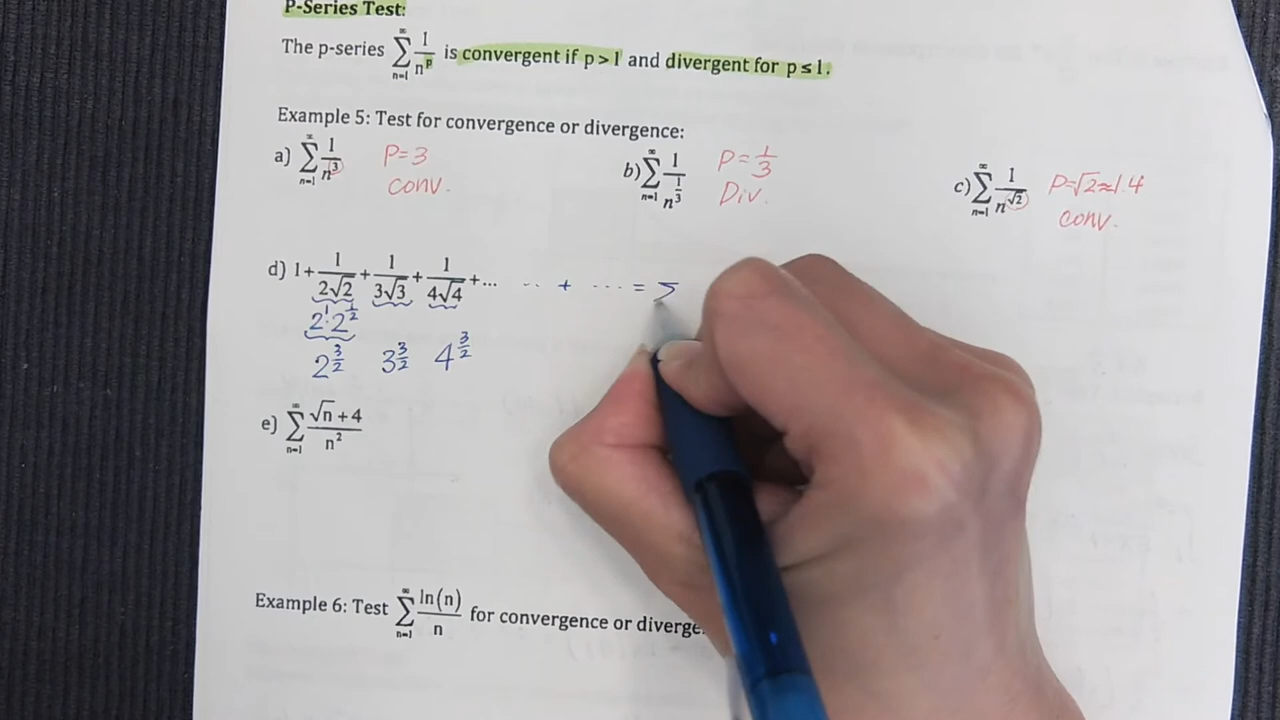 P-Series Test:
The p-series ∑_{n=1}^{∞} 1/n^p is convergent if p > 1 and divergent for p ≤ 1.
Example 5: Test for convergence or divergence:
a) ∑_{n=1}^{∞} 1/n^3 P=3 conv.
b) ∑_{n=1}^{∞} 1/n^{1/3} P=1/3 Div.
c) ∑_{n=1}^{∞} 1/n^{√2} P=√2≈1.4 conv.
d) 1 + 1/(2√2) + 1/(3√3) + 1/(4√4) + ... ·· + ··· = ∑
2^1·2^{1/2}
2^{3/2} 3^{3/2} 4^{3/2}
e) ∑_{n=1}^{∞} (√n + 4)/n^2
Example 6: Test ∑_{n=1}^{∞} ln(n)/n for convergence or diverge